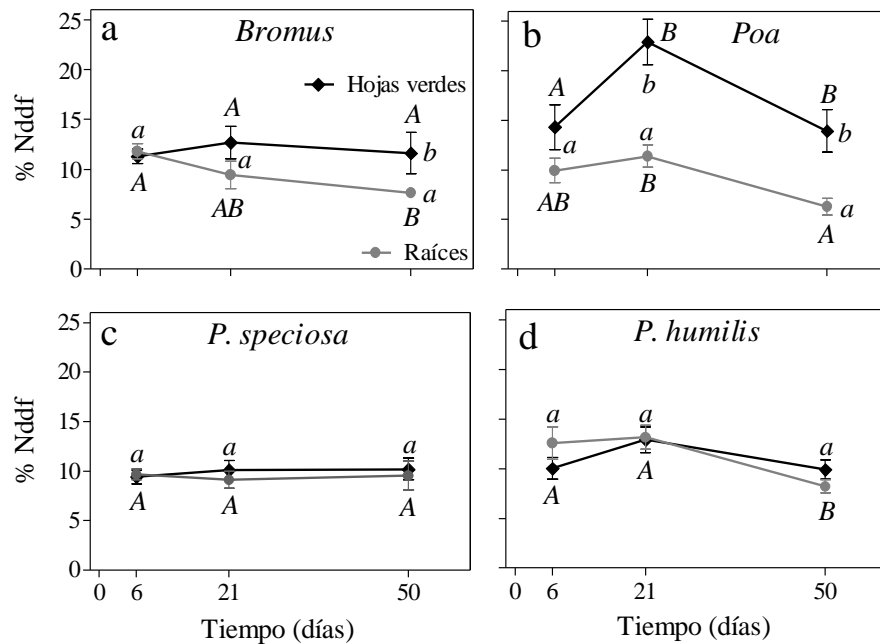 a
Bromus
25
20
15
10
5
0
% Nddf
Hojas verdes
Raíces
a
A
A
a
AB
A
b
a
B
b
Poa
A
a
AB
B
b
a
B
B
b
a
A
c
P. speciosa
25
20
15
10
5
0
% Nddf
a
A
a
A
a
A
0
6
21
50
Tiempo (días)
d
P. humilis
a
A
a
A
a
B
0
6
21
50
Tiempo (días)